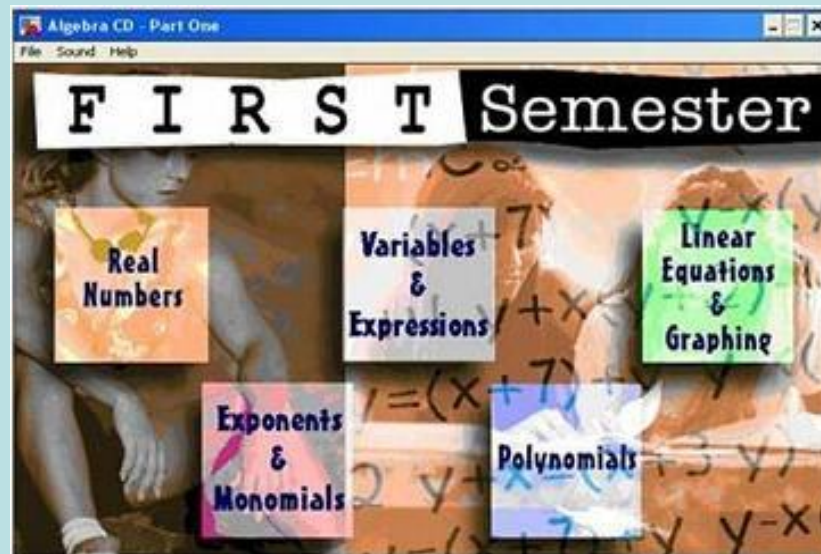 Algebra CD - Part One
File Sound Help
FIRST Semester
Real
Numbers
Variables
&
Expressions
Linear
Equations
&
Graphing
Exponents
&
Monomials
Polynomials